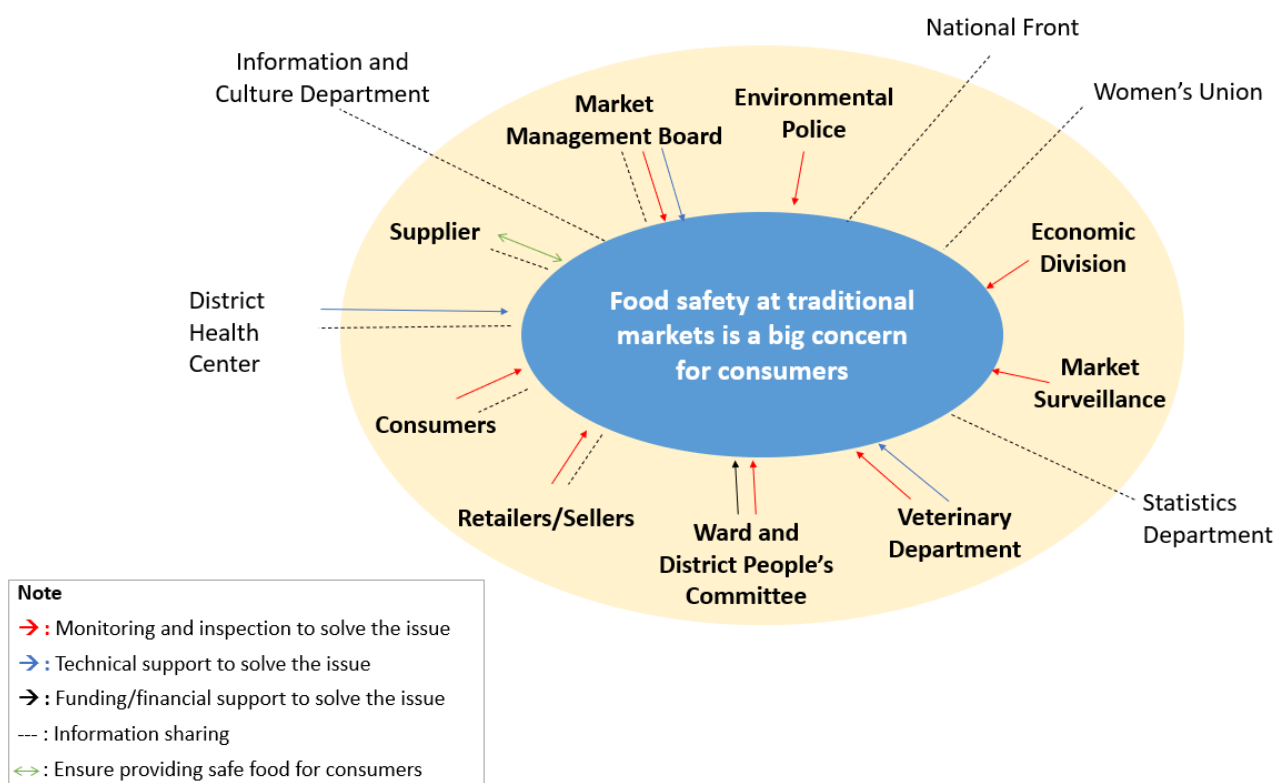 National Front
Information and
Culture Department
Market
Management Board
Environmental
Police
Women's Union
Supplier
Economic
Division
District
Health
Center
Food safety at traditional
markets is a big concern
for consumers
Market
Surveillance
Consumers
Retailers/Sellers
Ward and
District People's
Committee
Veterinary
Department
Statistics
Department
Note
→ : Monitoring and inspection to solve the issue
→ : Technical support to solve the issue
→ : Funding/financial support to solve the issue
--- : Information sharing
↔ : Ensure providing safe food for consumers